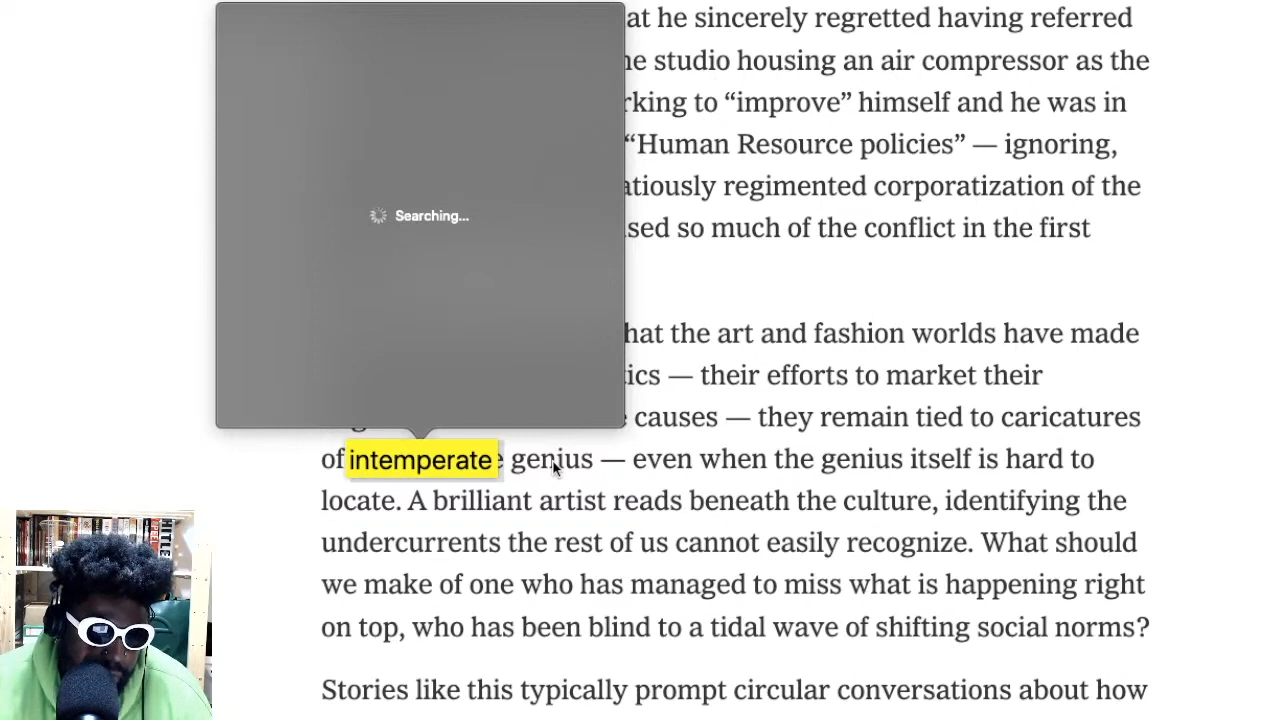 at he sincerely regretted having referred
e studio housing an air compressor as the
rking to “improve” himself and he was in
“Human Resource policies” — ignoring,
atiously regimented corporatization of the
sed so much of the conflict in the first
Searching...
hat the art and fashion worlds have made
tics — their efforts to market their
causes — they remain tied to caricatures
of intemperate genius — even when the genius itself is hard to
locate. A brilliant artist reads beneath the culture, identifying the
undercurrents the rest of us cannot easily recognize. What should
we make of one who has managed to miss what is happening right
on top, who has been blind to a tidal wave of shifting social norms?
Stories like this typically prompt circular conversations about how